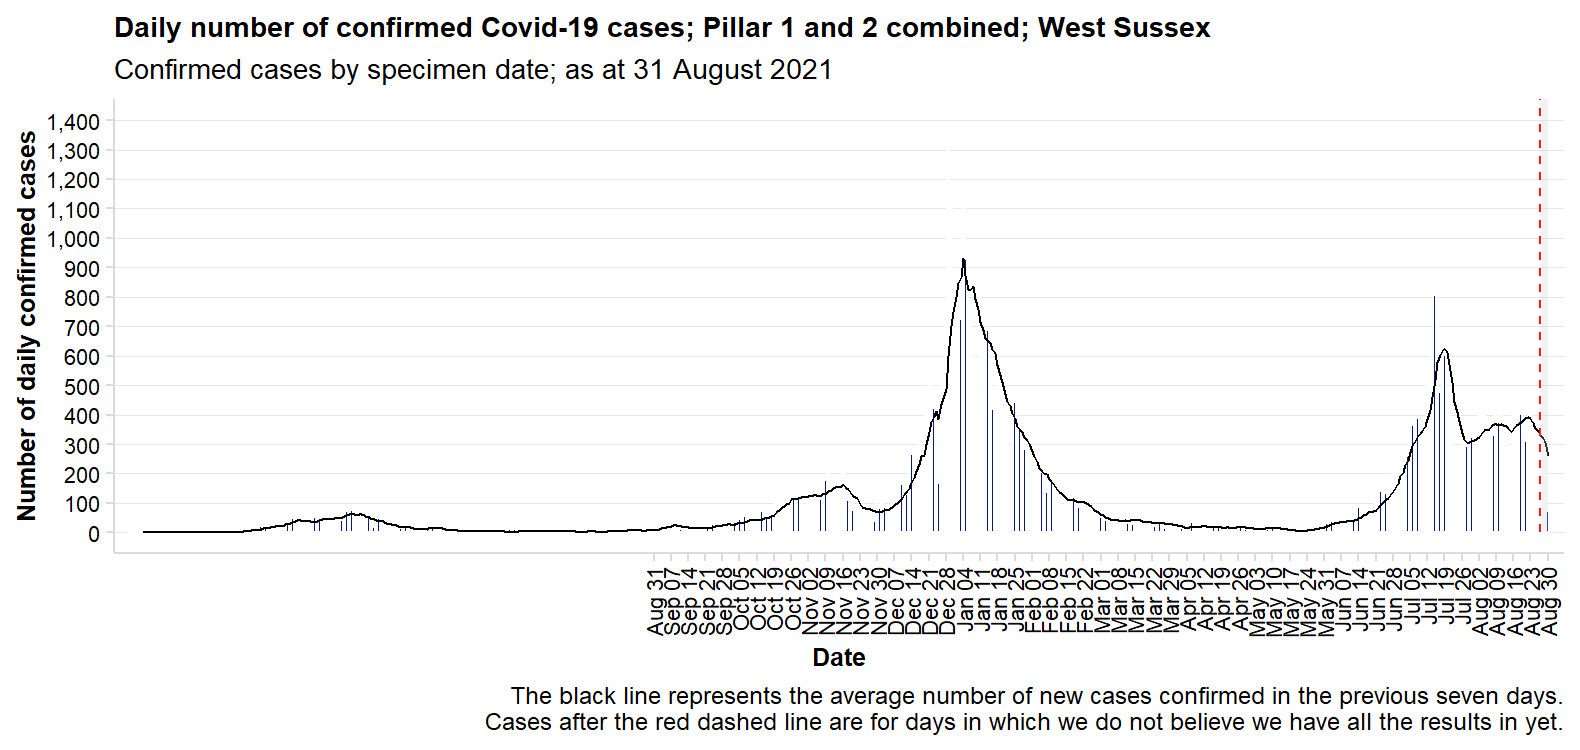 Daily number of confirmed Covid-19 cases; Pillar 1 and 2 combined; West Sussex
Confirmed cases by specimen date; as at 31 August 2021
Number of daily confirmed cases
1,400
1,300
1,200
1,100
1,000
900
800
700
600
500
400
300
200
100
0
Aug 31
Sep 07
Sep 14
Sep 21
Sep 28
Oct 05
Oct 12
Oct 19
Oct 26
Nov 02
Nov 09
Nov 16
Nov 23
Nov 30
Dec 07
Dec 14
Dec 21
Dec 28
Jan 04
Jan 11
Jan 18
Jan 25
Feb 01
Feb 08
Feb 15
Feb 22
Mar 01
Mar 08
Mar 15
Mar 22
Mar 29
Apr 05
Apr 12
Apr 19
Apr 26
May 03
May 10
May 17
May 24
May 31
Jun 07
Jun 14
Jun 21
Jun 28
Jul 05
Jul 12
Jul 19
Jul 26
Aug 02
Aug 09
Aug 16
Aug 23
Aug 30
Date
The black line represents the average number of new cases confirmed in the previous seven days.
Cases after the red dashed line are for days in which we do not believe we have all the results in yet.